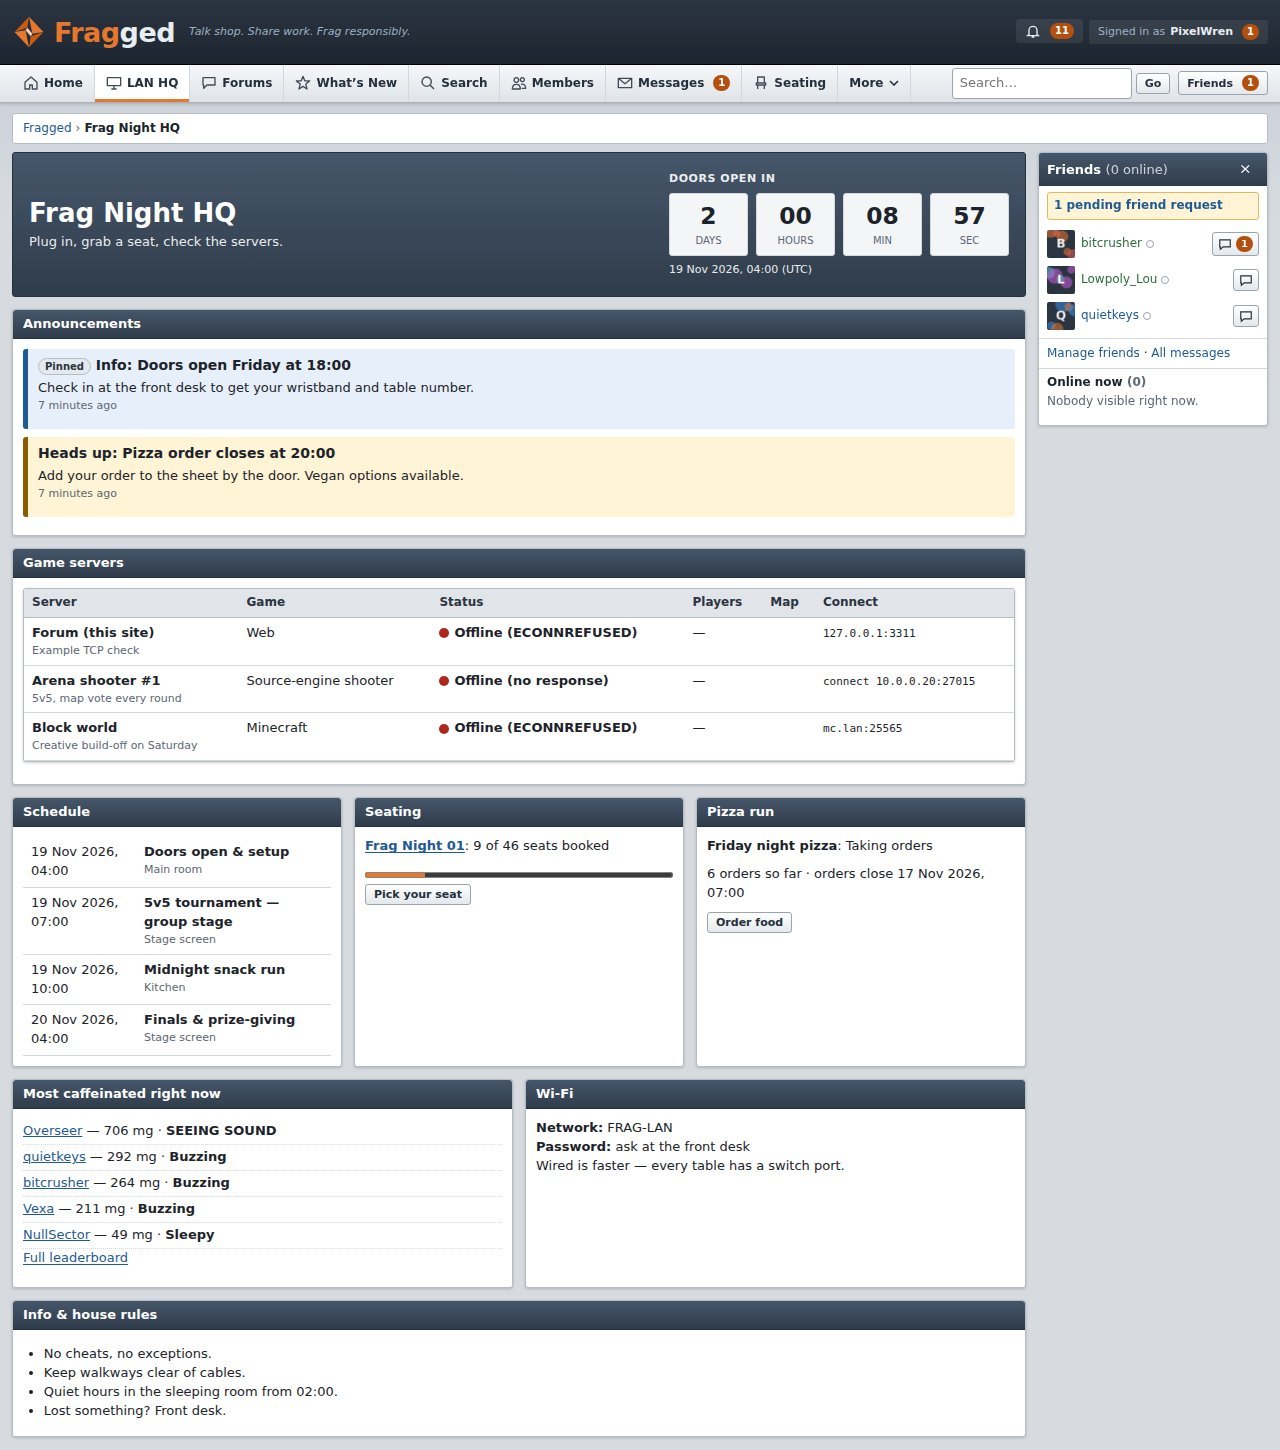 Fragged Talk shop. Share work. Frag responsibly. 11 Signed in as PixelWren 1
Home LAN HQ Forums What’s New Search Members Messages 1 Seating More Search... Go Friends 1
Fragged › Frag Night HQ
Frag Night HQ
Plug in, grab a seat, check the servers.
DOORS OPEN IN
2 00 08 57
DAYS HOURS MIN SEC
19 Nov 2026, 04:00 (UTC)
Announcements
Pinned Info: Doors open Friday at 18:00
Check in at the front desk to get your wristband and table number.
7 minutes ago
Heads up: Pizza order closes at 20:00
Add your order to the sheet by the door. Vegan options available.
7 minutes ago
Game servers
Server Game Status Players Map Connect
Forum (this site) Web Offline (ECONNREFUSED) — 127.0.0.1:3311
Example TCP check
Arena shooter #1 Source-engine shooter Offline (no response) — connect 10.0.0.20:27015
5v5, map vote every round
Block world Minecraft Offline (ECONNREFUSED) — mc.lan:25565
Creative build-off on Saturday
Schedule
19 Nov 2026, 04:00
Doors open & setup
Main room
19 Nov 2026, 07:00
5v5 tournament —
group stage
Stage screen
19 Nov 2026, 10:00
Midnight snack run
Kitchen
20 Nov 2026, 04:00
Finals & prize-giving
Stage screen
Seating
Frag Night 01: 9 of 46 seats booked
Pick your seat
Pizza run
Friday night pizza: Taking orders
6 orders so far · orders close 17 Nov 2026,
07:00
Order food
Most caffeinated right now
Overseer — 706 mg · SEEING SOUND
quietkeys — 292 mg · Buzzing
bitcrusher — 264 mg · Buzzing
Vexa — 211 mg · Buzzing
NullSector — 49 mg · Sleepy
Full leaderboard
Wi-Fi
Network: FRAG-LAN
Password: ask at the front desk
Wired is faster — every table has a switch port.
Info & house rules
• No cheats, no exceptions.
• Keep walkways clear of cables.
• Quiet hours in the sleeping room from 02:00.
• Lost something? Front desk.
Friends (0 online) ×
1 pending friend request
B bitcrusher 1
L Lowpoly_Lou
Q quietkeys
Manage friends · All messages
Online now (0)
Nobody visible right now.